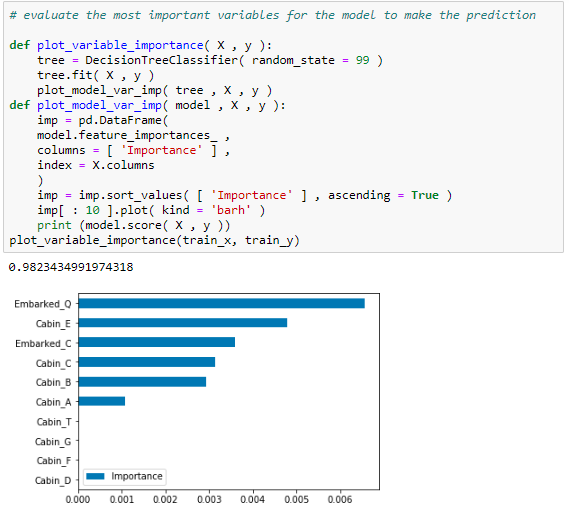 # evaluate the most important variables for the model to make the prediction
def plot_variable_importance( X , y ):
tree = DecisionTreeClassifier( random_state = 99 )
tree.fit( X , y )
plot_model_var_imp( tree , X , y )
def plot_model_var_imp( model , X , y ):
imp = pd.DataFrame(
model.feature_importances_ ,
columns = [ 'Importance' ] ,
index = X.columns
)
imp = imp.sort_values( [ 'Importance' ] , ascending = True )
imp[ : 10 ].plot( kind = 'barh' )
print (model.score( X , y ))
plot_variable_importance(train_x, train_y)
0.9823434991974318
Embarked_Q
Cabin_E
Embarked_C
Cabin_C
Cabin_B
Cabin_A
Cabin_T
Cabin_G
Cabin_F
Cabin_D
Importance
0.000 0.001 0.002 0.003 0.004 0.005 0.006